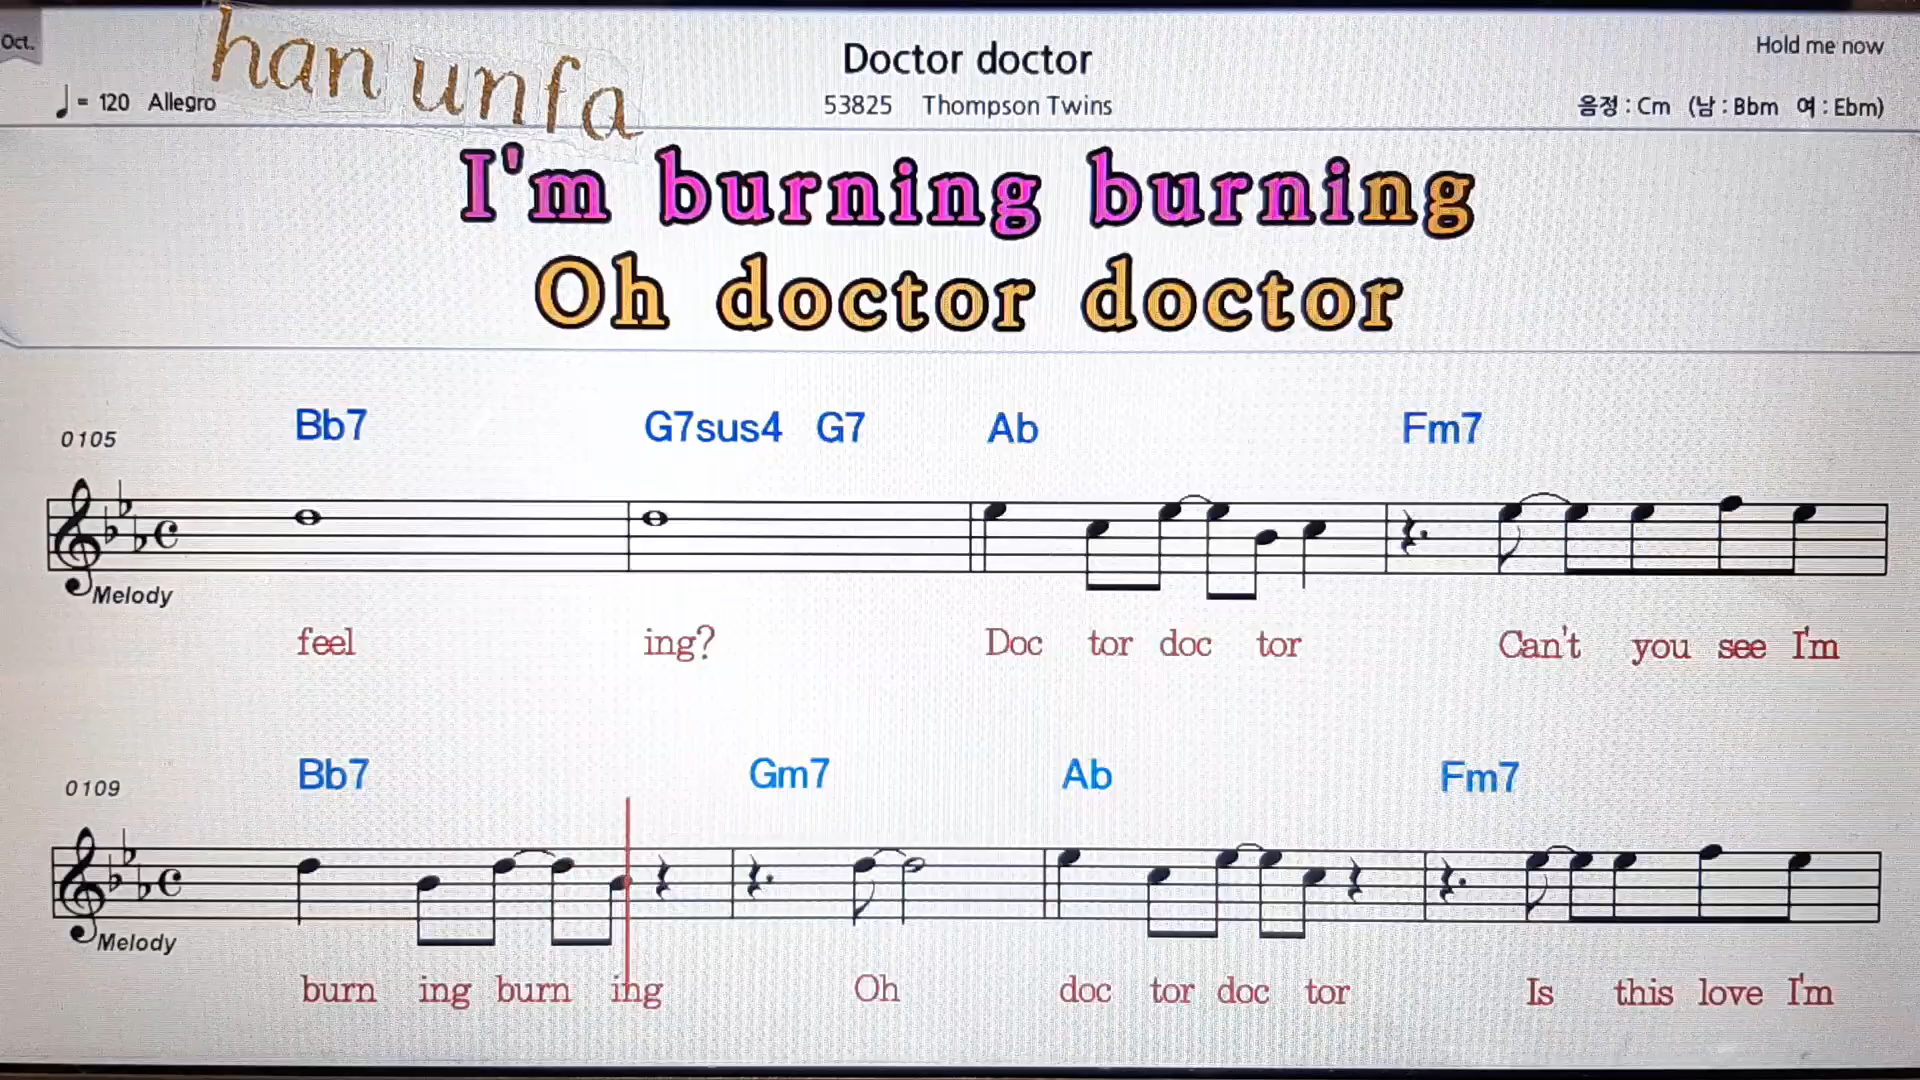 Oct.
han unfa
Doctor doctor
Hold me now
= 120 Allegro
53825 Thompson Twins
음정 : Cm (남 : Bbm 여 : Ebm)
I'm burning burning
Oh doctor doctor
0105 Bb7 G7sus4 G7 Ab Fm7
Melody
feel ing? Doc tor doc tor Can't you see I'm
0109 Bb7 Gm7 Ab Fm7
Melody
burn ing burn ing Oh doc tor doc tor Is this love I'm